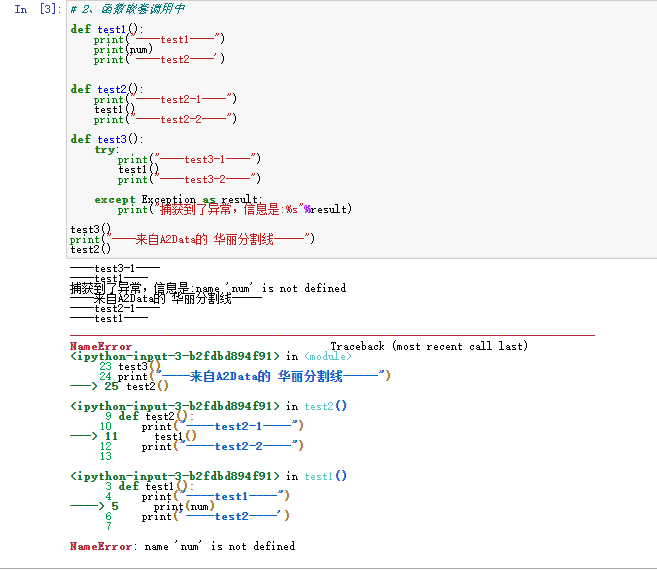 In [3]: # 2、函数嵌套调用中
def test1():
    print("----test1----")
    print(num)
    print('----test2----')
def test2():
    print("----test2-1----")
    test1()
    print("----test2-2----")
def test3():
    try:
        print("----test3-1----")
        test1()
        print("----test3-2----")
    except Exception as result:
        print("捕获到了异常，信息是:%s"%result)
test3()
print("----来自A2Data的 华丽分割线-----")
test2()
----test3-1----
----test1----
捕获到了异常，信息是:name 'num' is not defined
----来自A2Data的 华丽分割线-----
----test2-1----
----test1----
NameError                                 Traceback (most recent call last)
<ipython-input-3-b2fdbd894f91> in <module>
     23 test3()
     24 print("----来自A2Data的 华丽分割线-----")
---> 25 test2()
<ipython-input-3-b2fdbd894f91> in test2()
      9 def test2():
     10     print("----test2-1----")
---> 11     test1()
     12     print("----test2-2----")
     13
<ipython-input-3-b2fdbd894f91> in test1()
      3 def test1():
      4     print("----test1----")
----> 5     print(num)
      6     print('----test2----')
      7
NameError: name 'num' is not defined